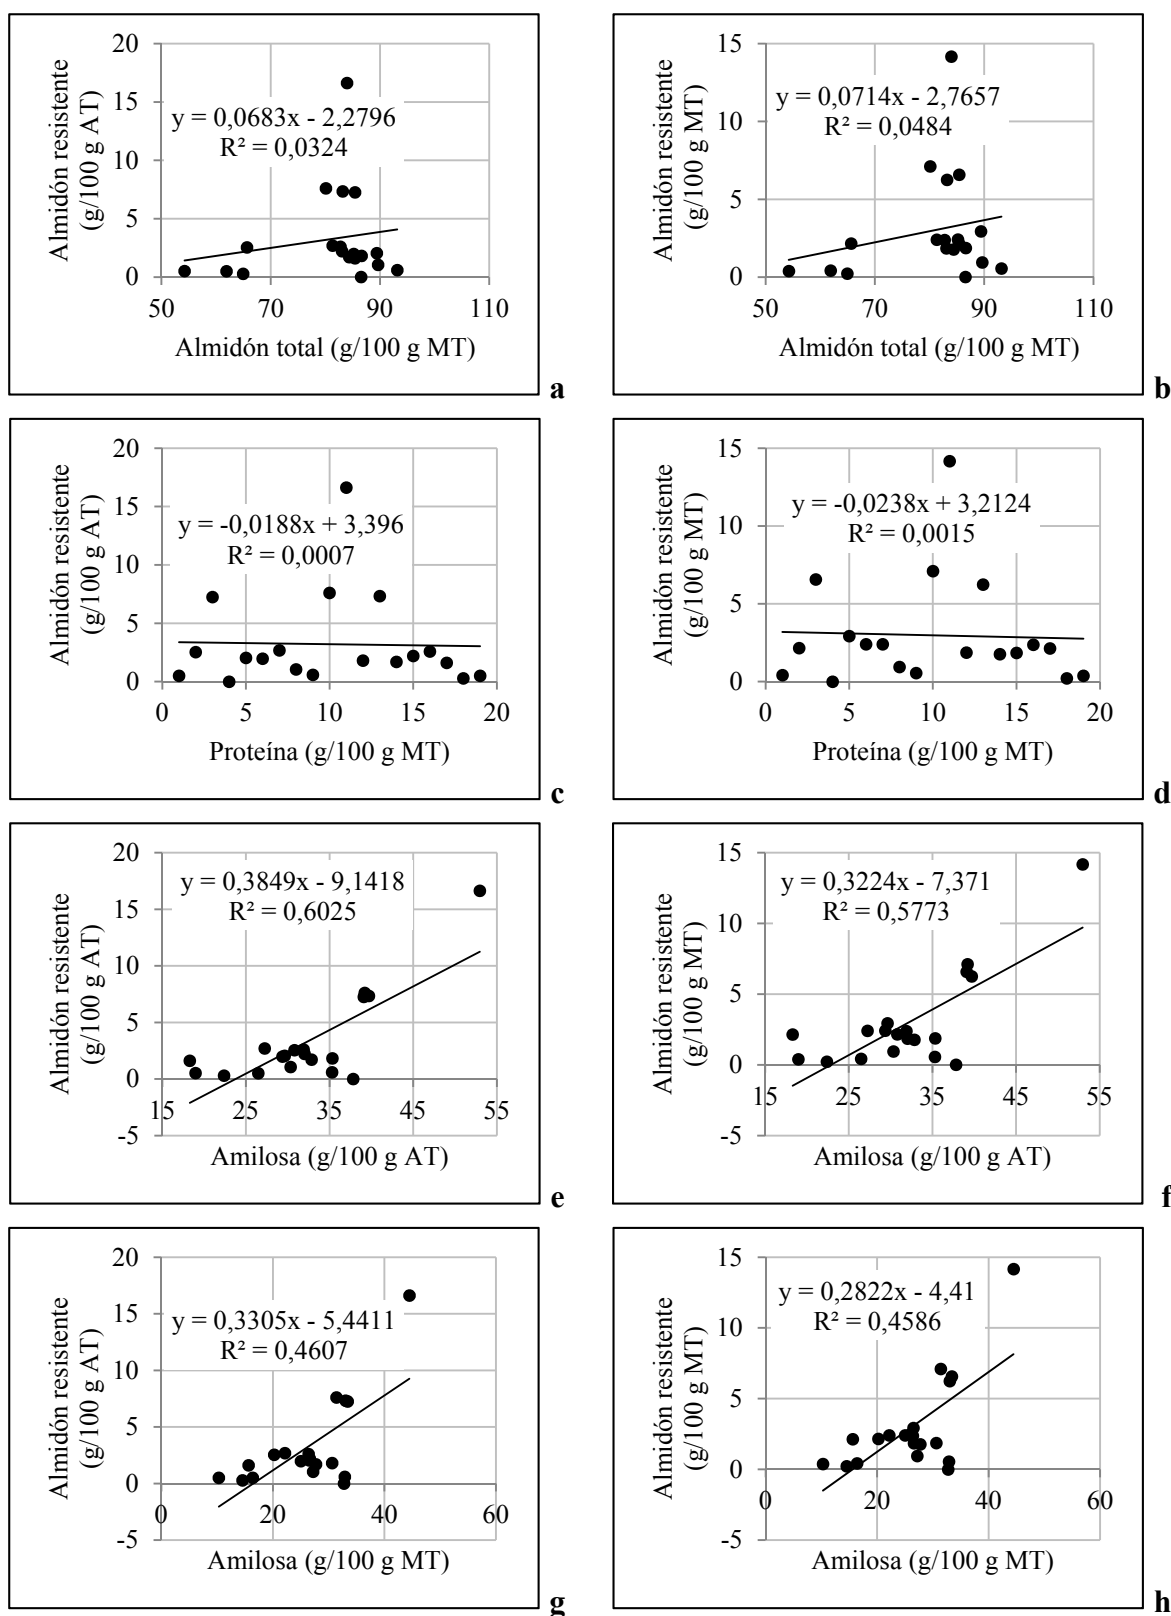 20
15
10
5
0
50
70
90
110
Almidón resistente
(g/100 g AT)
y = 0,0683x - 2,2796
R² = 0,0324
Almidón total (g/100 g MT)
a
15
10
5
0
50
70
90
110
Almidón resistente
(g/100 g MT)
y = 0,0714x - 2,7657
R² = 0,0484
Almidón total (g/100 g MT)
b
20
15
10
5
0
0
5
10
15
20
Almidón resistente
(g/100 g AT)
y = -0,0188x + 3,396
R² = 0,0007
Proteína (g/100 g MT)
c
15
10
5
0
0
5
10
15
20
Almidón resistente
(g/100 g MT)
y = -0,0238x + 3,2124
R² = 0,0015
Proteína (g/100 g MT)
d
20
15
10
5
0
-5
15
25
35
45
55
Almidón resistente
(g/100 g AT)
y = 0,3849x - 9,1418
R² = 0,6025
Amilosa (g/100 g AT)
e
15
10
5
0
-5
15
25
35
45
55
Almidón resistente
(g/100 g MT)
y = 0,3224x - 7,371
R² = 0,5773
Amilosa (g/100 g AT)
f
20
15
10
5
0
-5
0
20
40
60
Almidón resistente
(g/100 g AT)
y = 0,3305x - 5,4411
R² = 0,4607
Amilosa (g/100 g MT)
g
15
10
5
0
-5
0
20
40
60
Almidón resistente
(g/100 g MT)
y = 0,2822x - 4,41
R² = 0,4586
Amilosa (g/100 g MT)
h